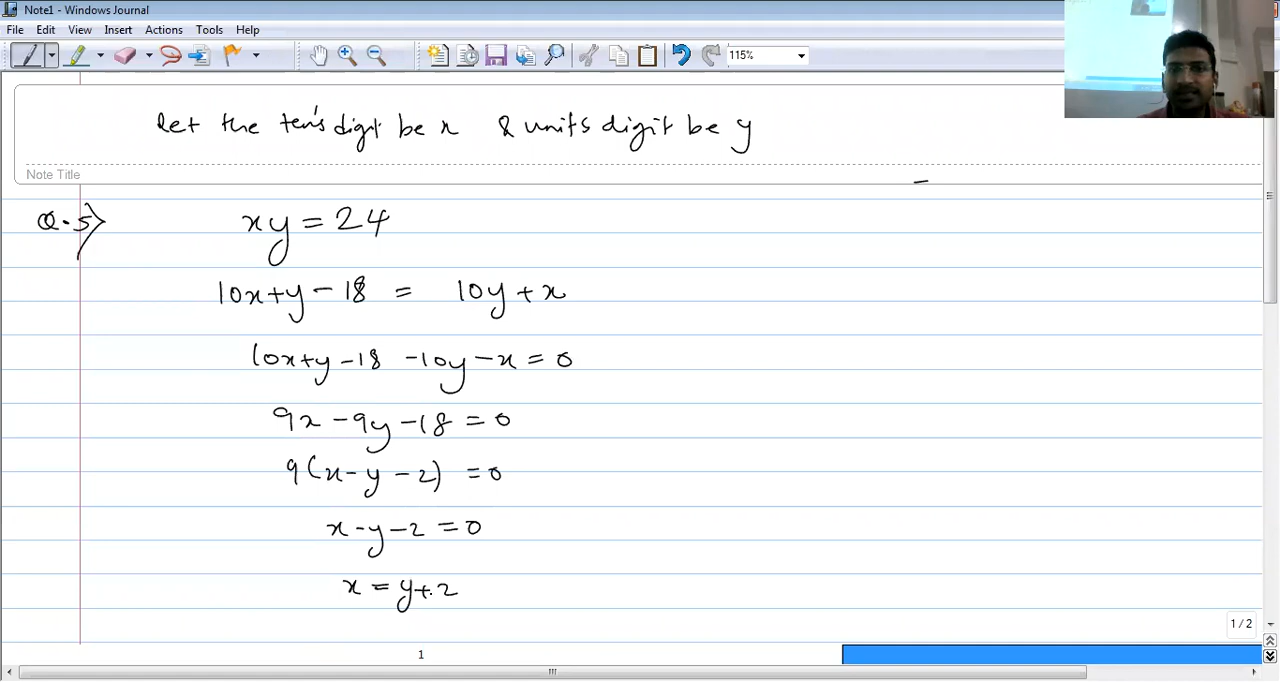 Note1 - Windows Journal
File Edit View Insert Actions Tools Help
115%
Let the ten's digit be x & units digit be y
Note Title
Q.5) xy = 24
10x+y-18 = 10y+x
10x+y-18 -10y-x=0
9x-9y-18=0
9(x-y-2)=0
x-y-2=0
x=y+2
1 / 2
1